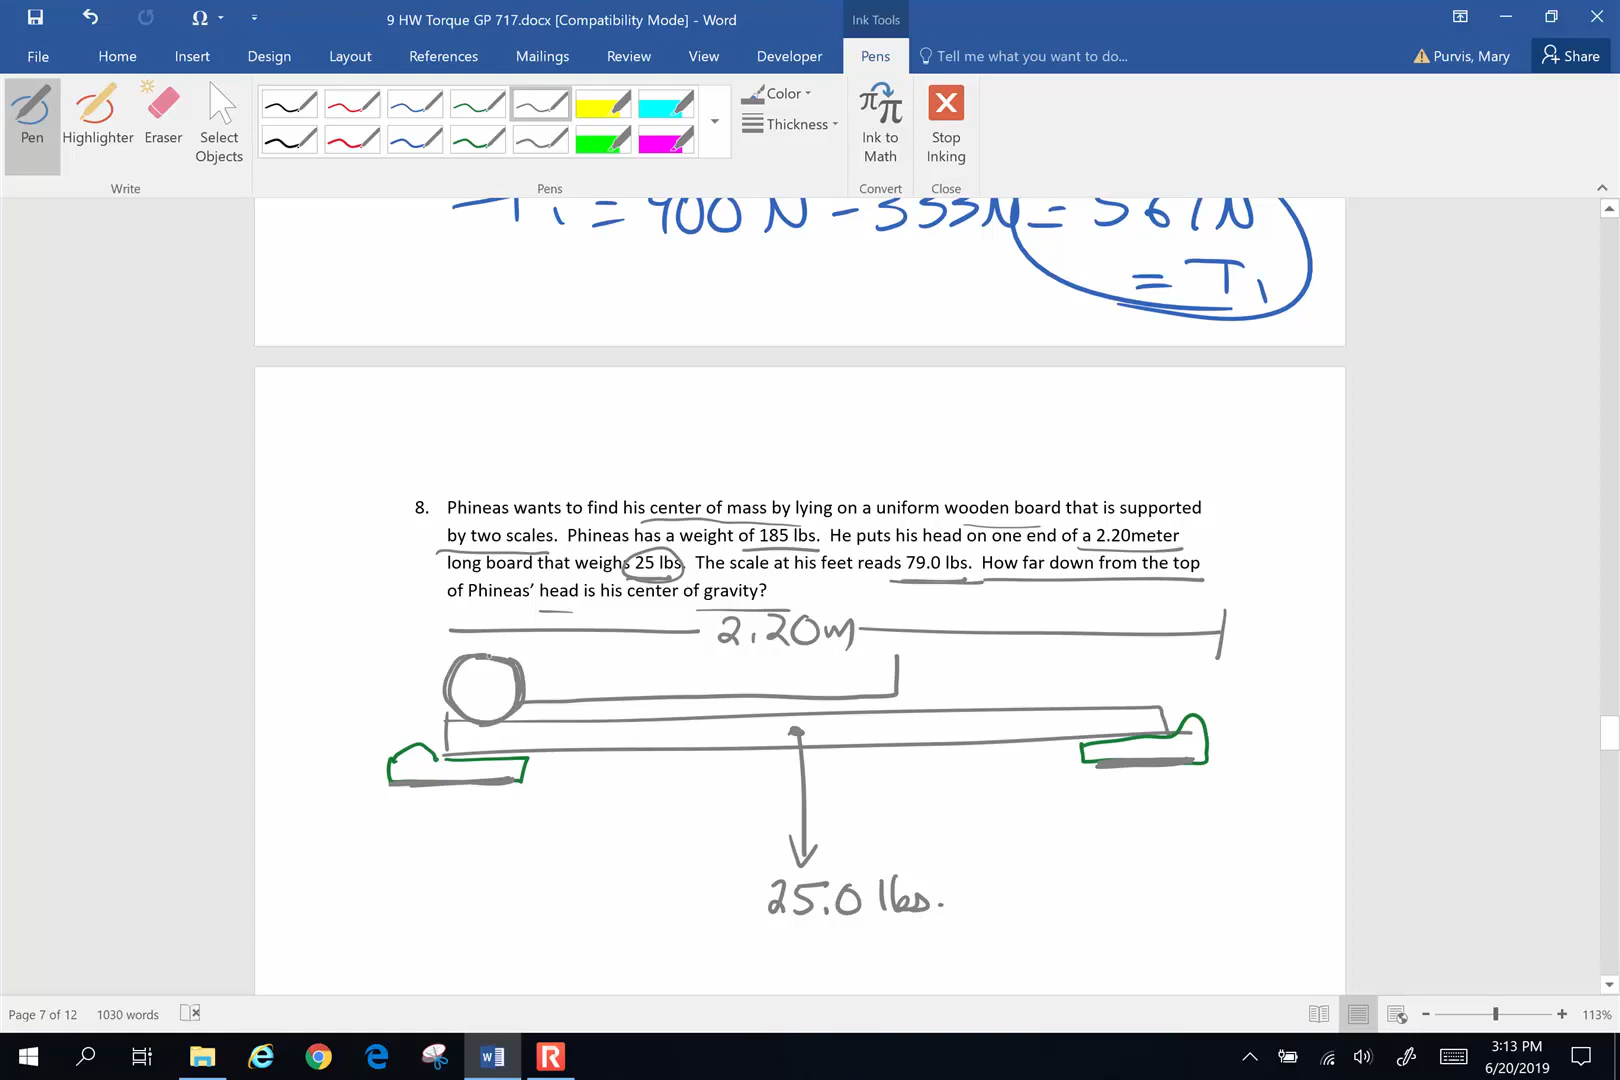 9 HW Torque GP 717.docx [Compatibility Mode] - Word
Ink Tools
File Home Insert Design Layout References Mailings Review View Developer Pens Tell me what you want to do... Purvis, Mary Share
Pen Highlighter Eraser Select Objects
Color
Thickness
Ink to Math
Stop Inking
Write Pens Convert Close
- T₁ = 900 N - 333N = 567N
= T₁
8. Phineas wants to find his center of mass by lying on a uniform wooden board that is supported
by two scales. Phineas has a weight of 185 lbs. He puts his head on one end of a 2.20meter
long board that weighs 25 lbs. The scale at his feet reads 79.0 lbs. How far down from the top
of Phineas’ head is his center of gravity?
2.20m
25.0 lbs.
Page 7 of 12 1030 words 113%
3:13 PM
6/20/2019